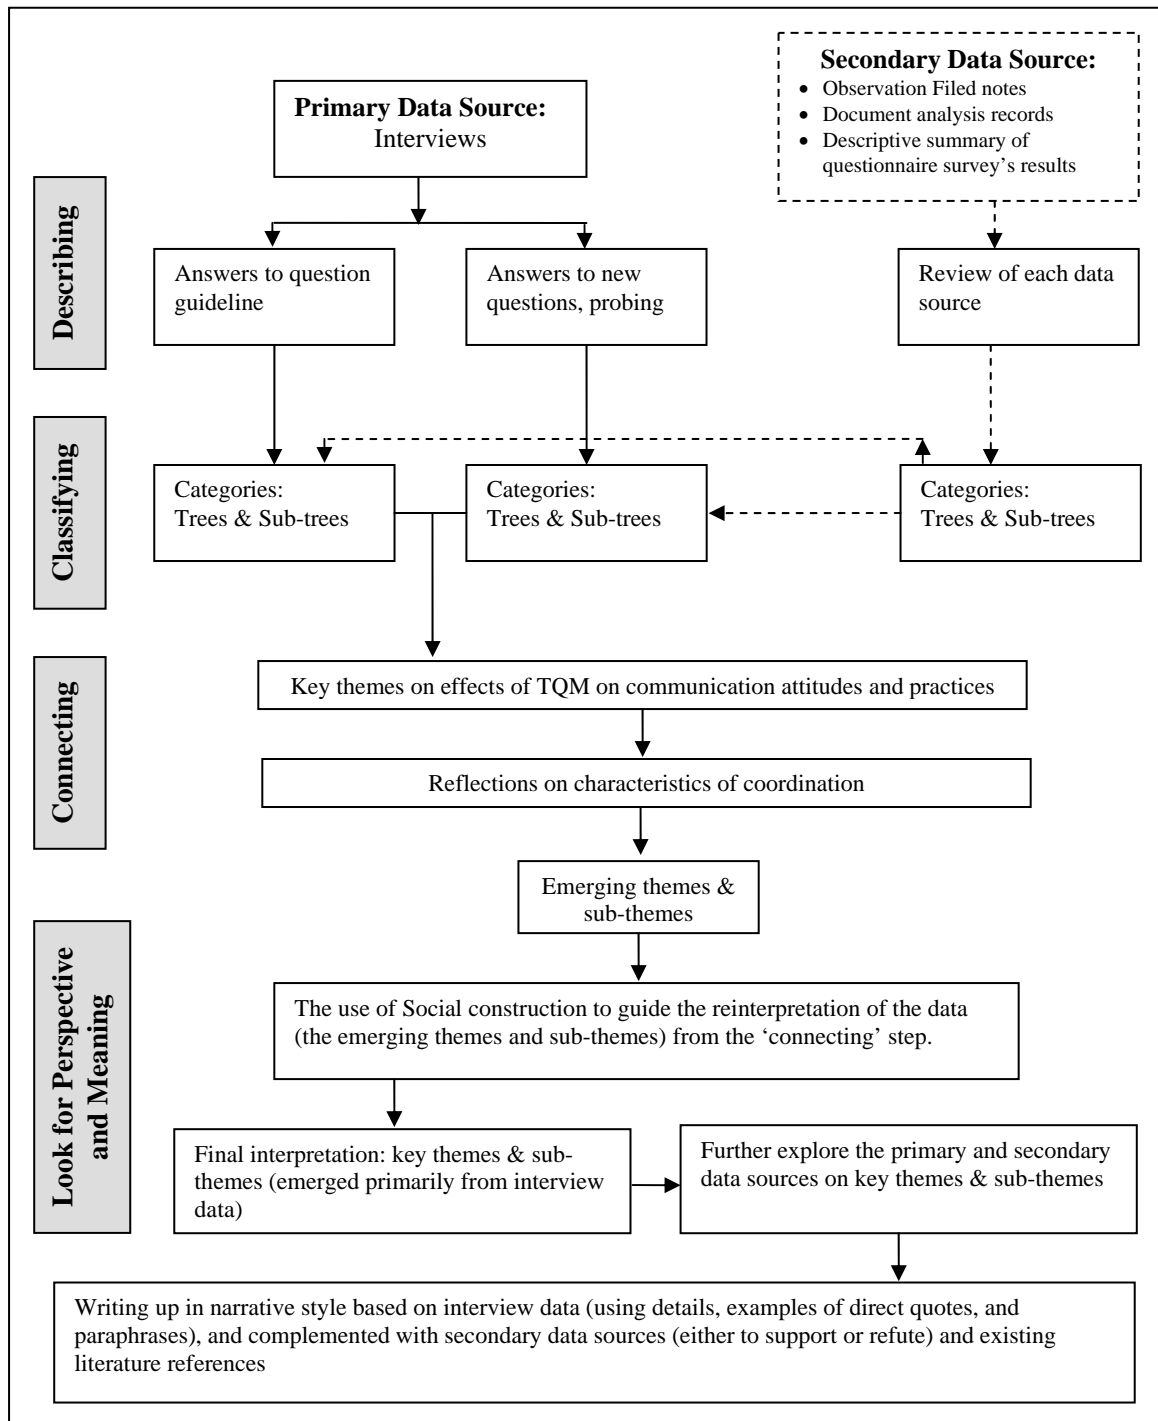 Secondary Data Source:
• Observation Filed notes
• Document analysis records
• Descriptive summary of
questionnaire survey’s results
Primary Data Source:
Interviews
Describing
Answers to question
guideline
Answers to new
questions, probing
Review of each data
source
Classifying
Categories:
Trees & Sub-trees
Categories:
Trees & Sub-trees
Categories:
Trees & Sub-trees
Connecting
Key themes on effects of TQM on communication attitudes and practices
Reflections on characteristics of coordination
Emerging themes &
sub-themes
Look for Perspective
and Meaning
The use of Social construction to guide the reinterpretation of the data
(the emerging themes and sub-themes) from the ‘connecting’ step.
Final interpretation: key themes & sub-
themes (emerged primarily from interview
data)
Further explore the primary and secondary
data sources on key themes & sub-themes
Writing up in narrative style based on interview data (using details, examples of direct quotes, and
paraphrases), and complemented with secondary data sources (either to support or refute) and existing
literature references